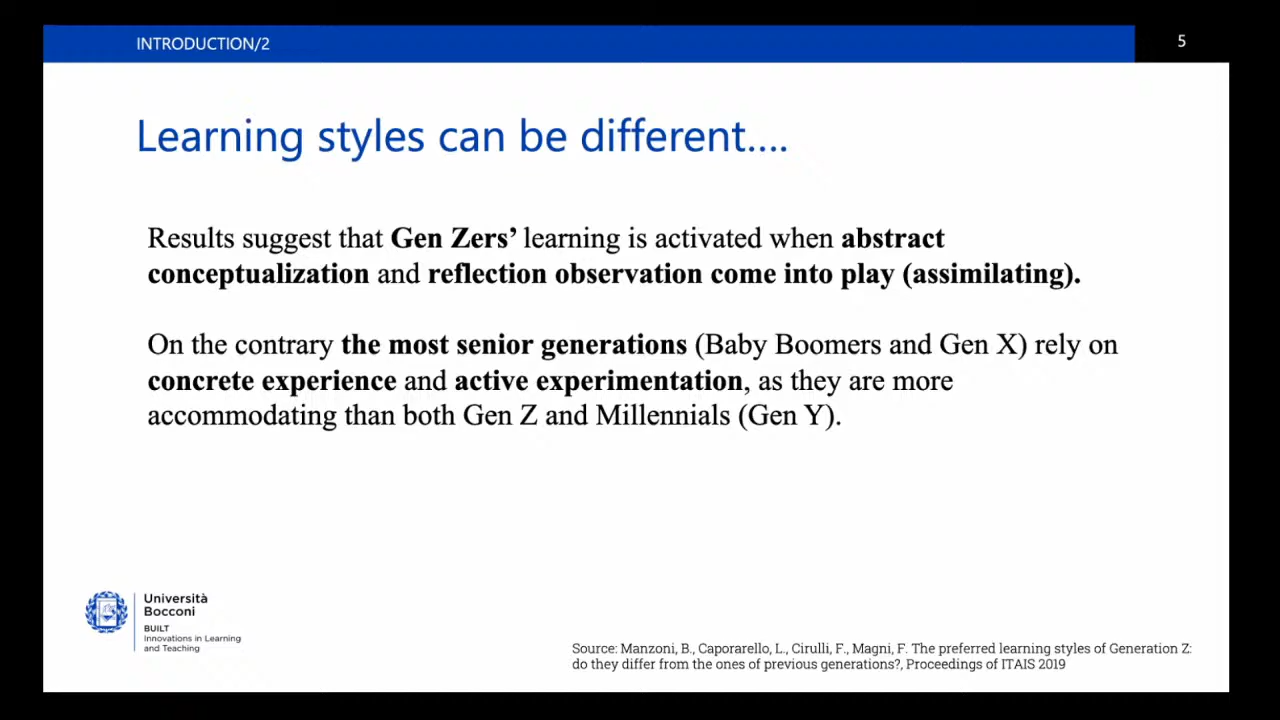 INTRODUCTION/2
5
Learning styles can be different....
Results suggest that Gen Zers’ learning is activated when abstract
conceptualization and reflection observation come into play (assimilating).
On the contrary the most senior generations (Baby Boomers and Gen X) rely on
concrete experience and active experimentation, as they are more
accommodating than both Gen Z and Millennials (Gen Y).
Università
Bocconi
BUILT
Innovations in Learning
and Teaching
Source: Manzoni, B., Caporarello, L., Cirulli, F., Magni, F. The preferred learning styles of Generation Z:
do they differ from the ones of previous generations?, Proceedings of ITAIS 2019